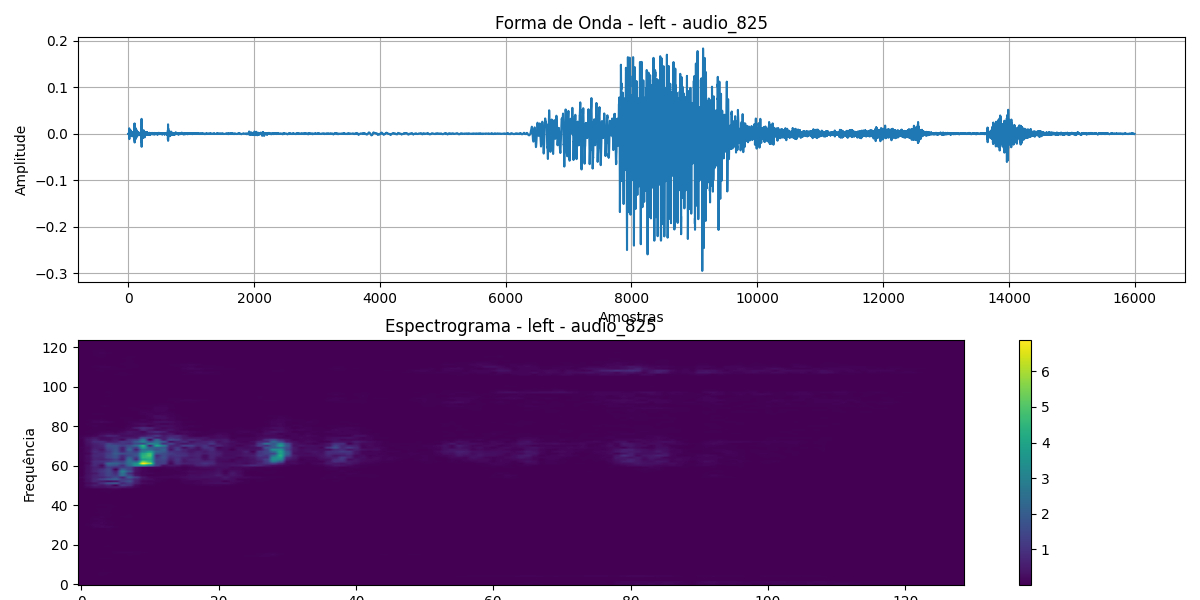 Forma de Onda - left - audio_825
0.2
0.1
0.0
−0.1
−0.2
−0.3
Amplitude
0 2000 4000 6000 8000 10000 12000 14000 16000
Amostras
Espectrograma - left - audio_825
120
100
80
60
40
20
0
Frequência
0 20 40 60 80 100 120
6
5
4
3
2
1